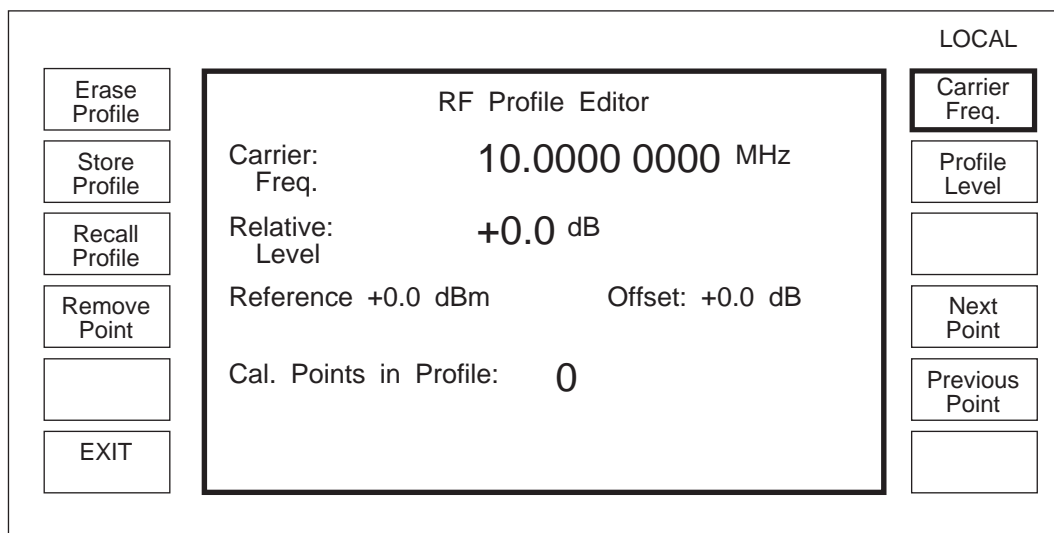 LOCAL
Erase
Profile
Store
Profile
Recall
Profile
Remove
Point
EXIT
RF Profile Editor
Carrier: 10.0000 0000 MHz
Freq.
Relative: +0.0 dB
Level
Reference +0.0 dBm Offset: +0.0 dB
Cal. Points in Profile: 0
Carrier
Freq.
Profile
Level
Next
Point
Previous
Point